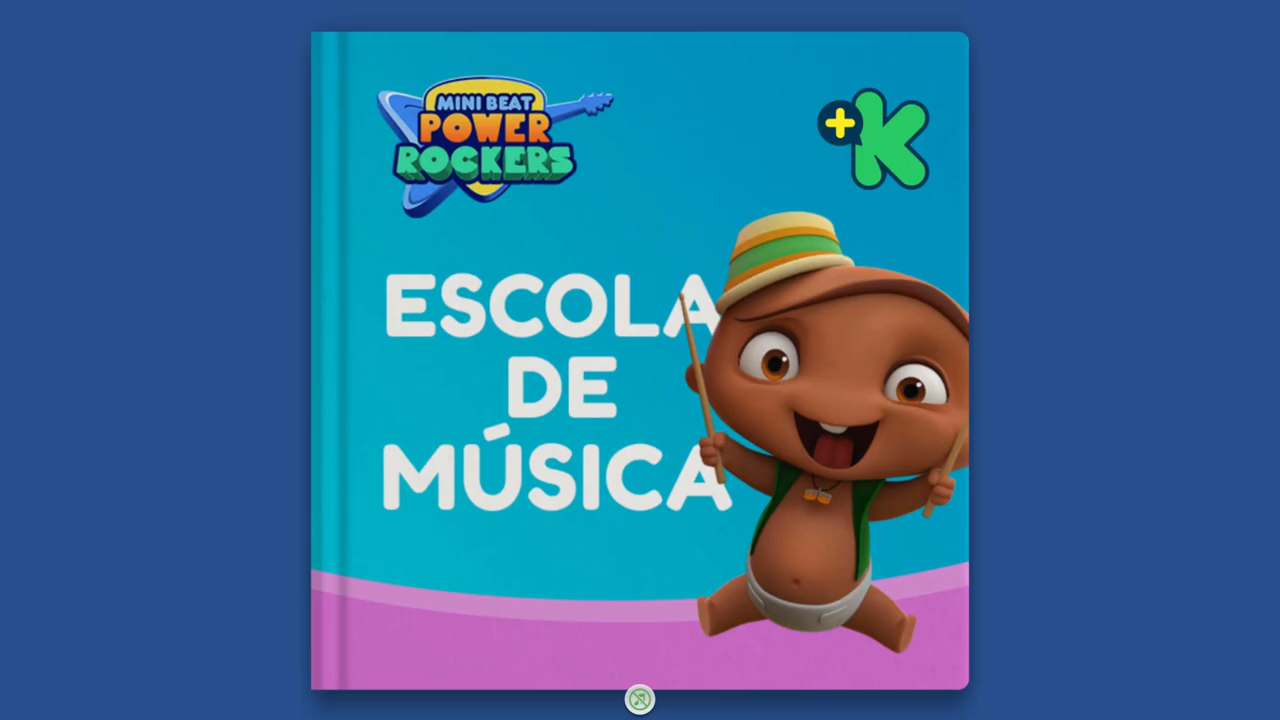 MINI BEAT
POWER
ROCKERS
+K
ESCOLA
DE
MÚSICA